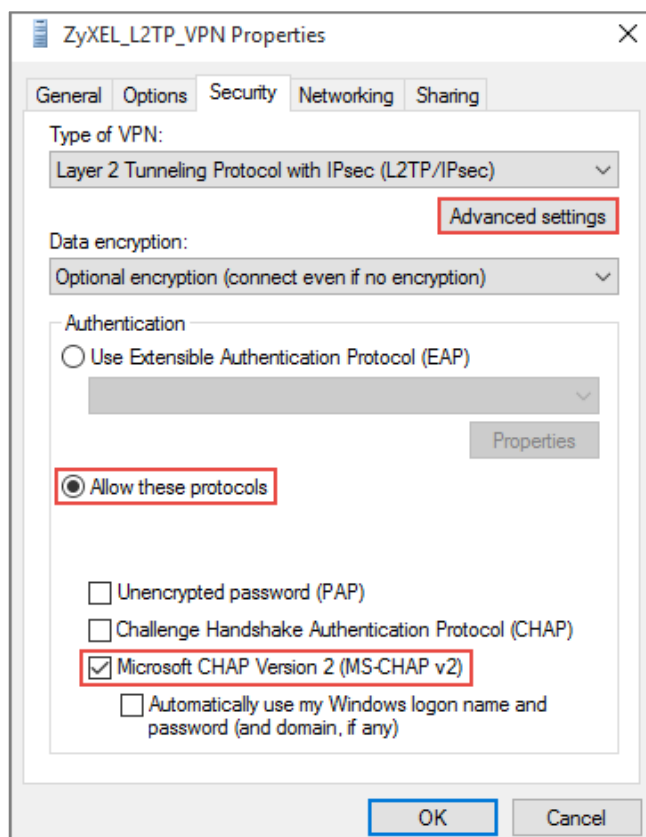 ZyXEL_L2TP_VPN Properties
General Options Security Networking Sharing
Type of VPN:
Layer 2 Tunneling Protocol with IPsec (L2TP/IPsec)
Advanced settings
Data encryption:
Optional encryption (connect even if no encryption)
Authentication
Use Extensible Authentication Protocol (EAP)
Properties
Allow these protocols
Unencrypted password (PAP)
Challenge Handshake Authentication Protocol (CHAP)
Microsoft CHAP Version 2 (MS-CHAP v2)
Automatically use my Windows logon name and
password (and domain, if any)
OK Cancel